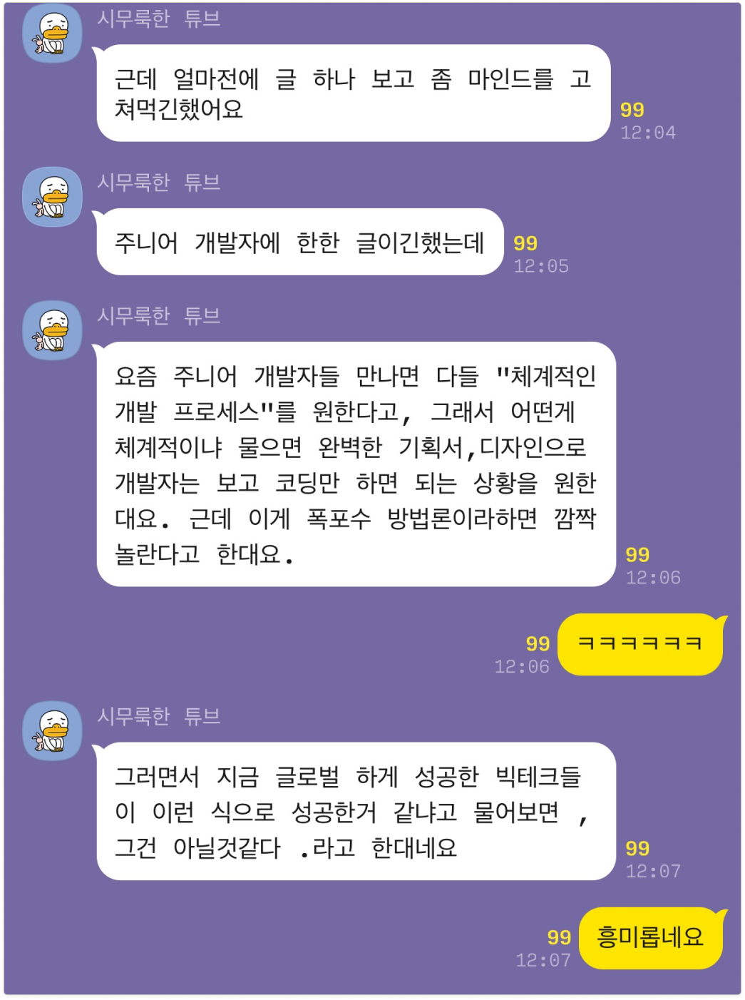 시무룩한 튜브
근데 얼마전에 글 하나 보고 좀 마인드를 고
쳐먹긴했어요
99
12:04
시무룩한 튜브
주니어 개발자에 한한 글이긴했는데
99
12:05
시무룩한 튜브
요즘 주니어 개발자들 만나면 다들 "체계적인
개발 프로세스"를 원한다고, 그래서 어떤게
체계적이냐 물으면 완벽한 기획서,디자인으로
개발자는 보고 코딩만 하면 되는 상황을 원한
대요. 근데 이게 폭포수 방법론이라하면 깜짝
놀란다고 한대요.
99
12:06
ㅋㅋㅋㅋㅋㅋ
99
12:06
시무룩한 튜브
그러면서 지금 글로벌 하게 성공한 빅테크들
이 이런 식으로 성공한거 같냐고 물어보면 ,
그건 아닐것같다 .라고 한대네요
99
12:07
흥미롭네요
99
12:07